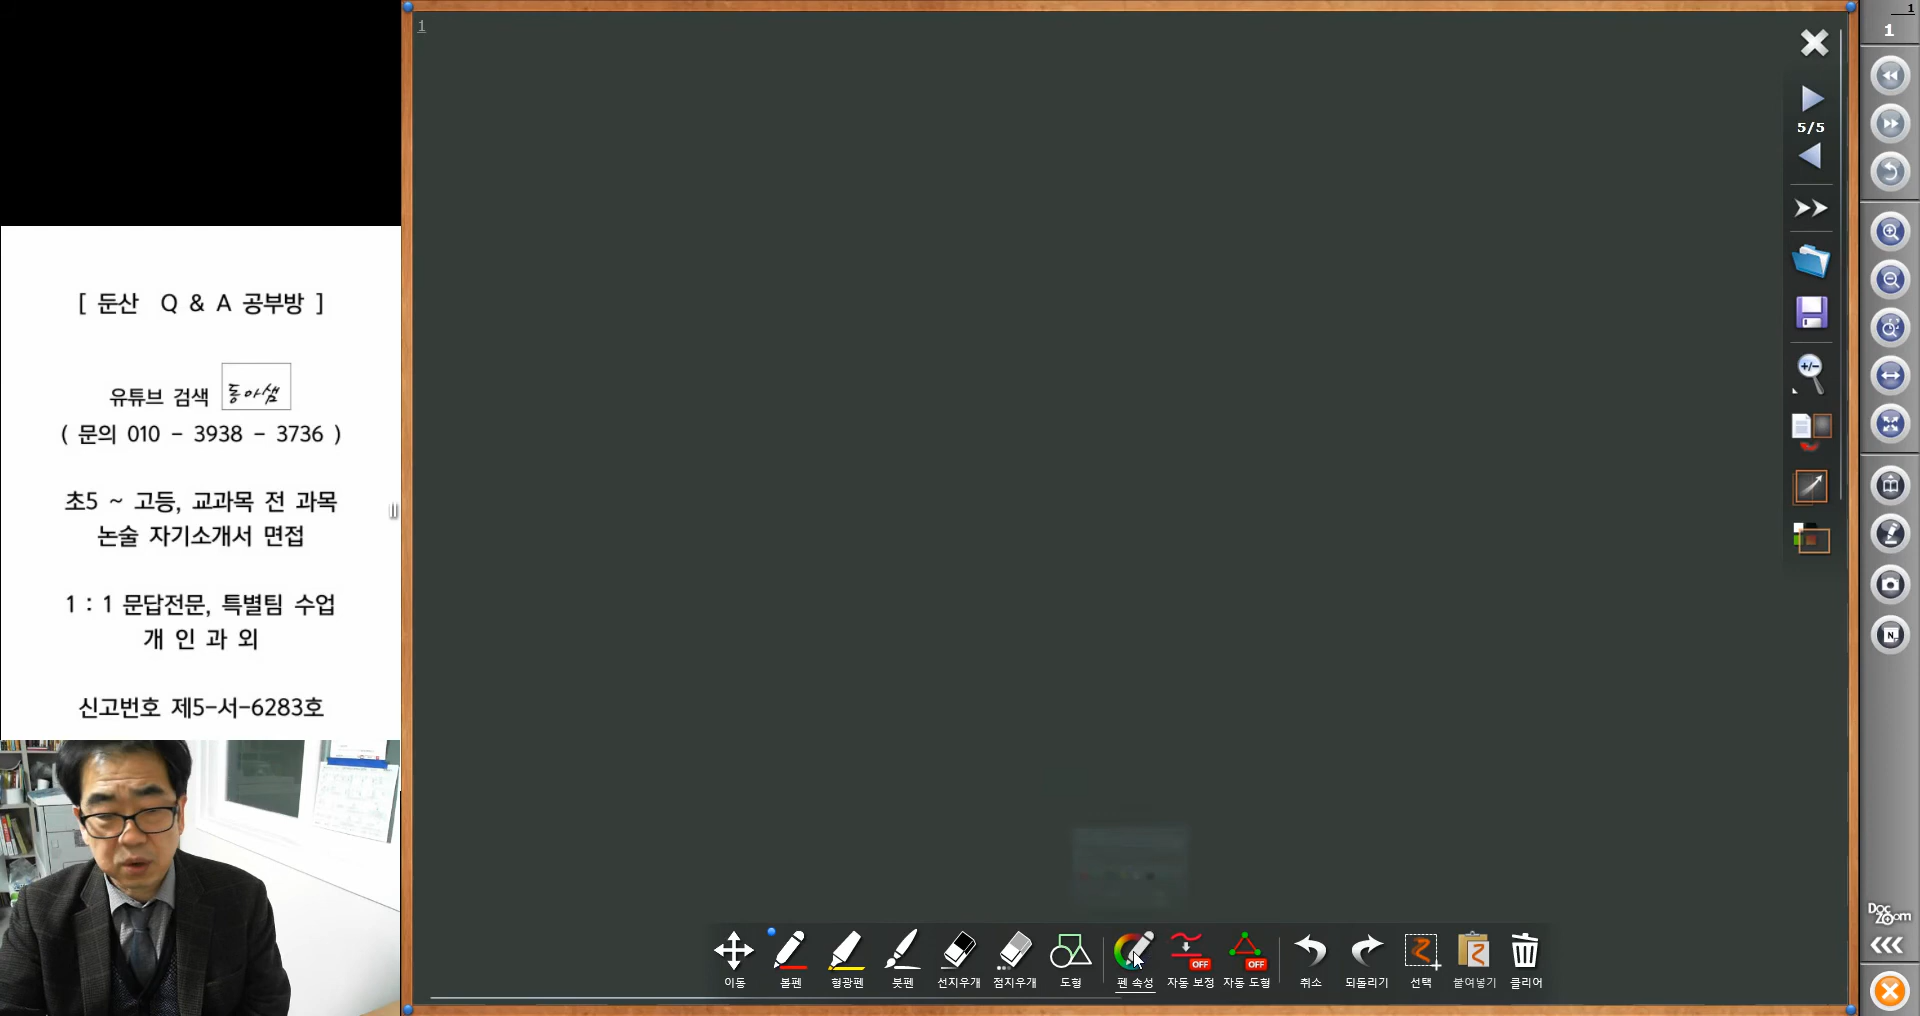 [ 둔산 Q & A 공부방 ]
유튜브 검색 동아샘
( 문의 010 - 3938 - 3736 )
초5 ~ 고등, 교과목 전 과목
논술 자기소개서 면접
1 : 1 문답전문, 특별팀 수업
개 인 과 외
신고번호 제5-서-6283호
1
5/5
+/-
1
1
N
Doc Zoom
OFF
OFF
이동 볼펜 형광펜 붓펜 선지우개 점지우개 도형 펜 속성 자동 보정 자동 도형 취소 되돌리기 선택 붙여넣기 클리어